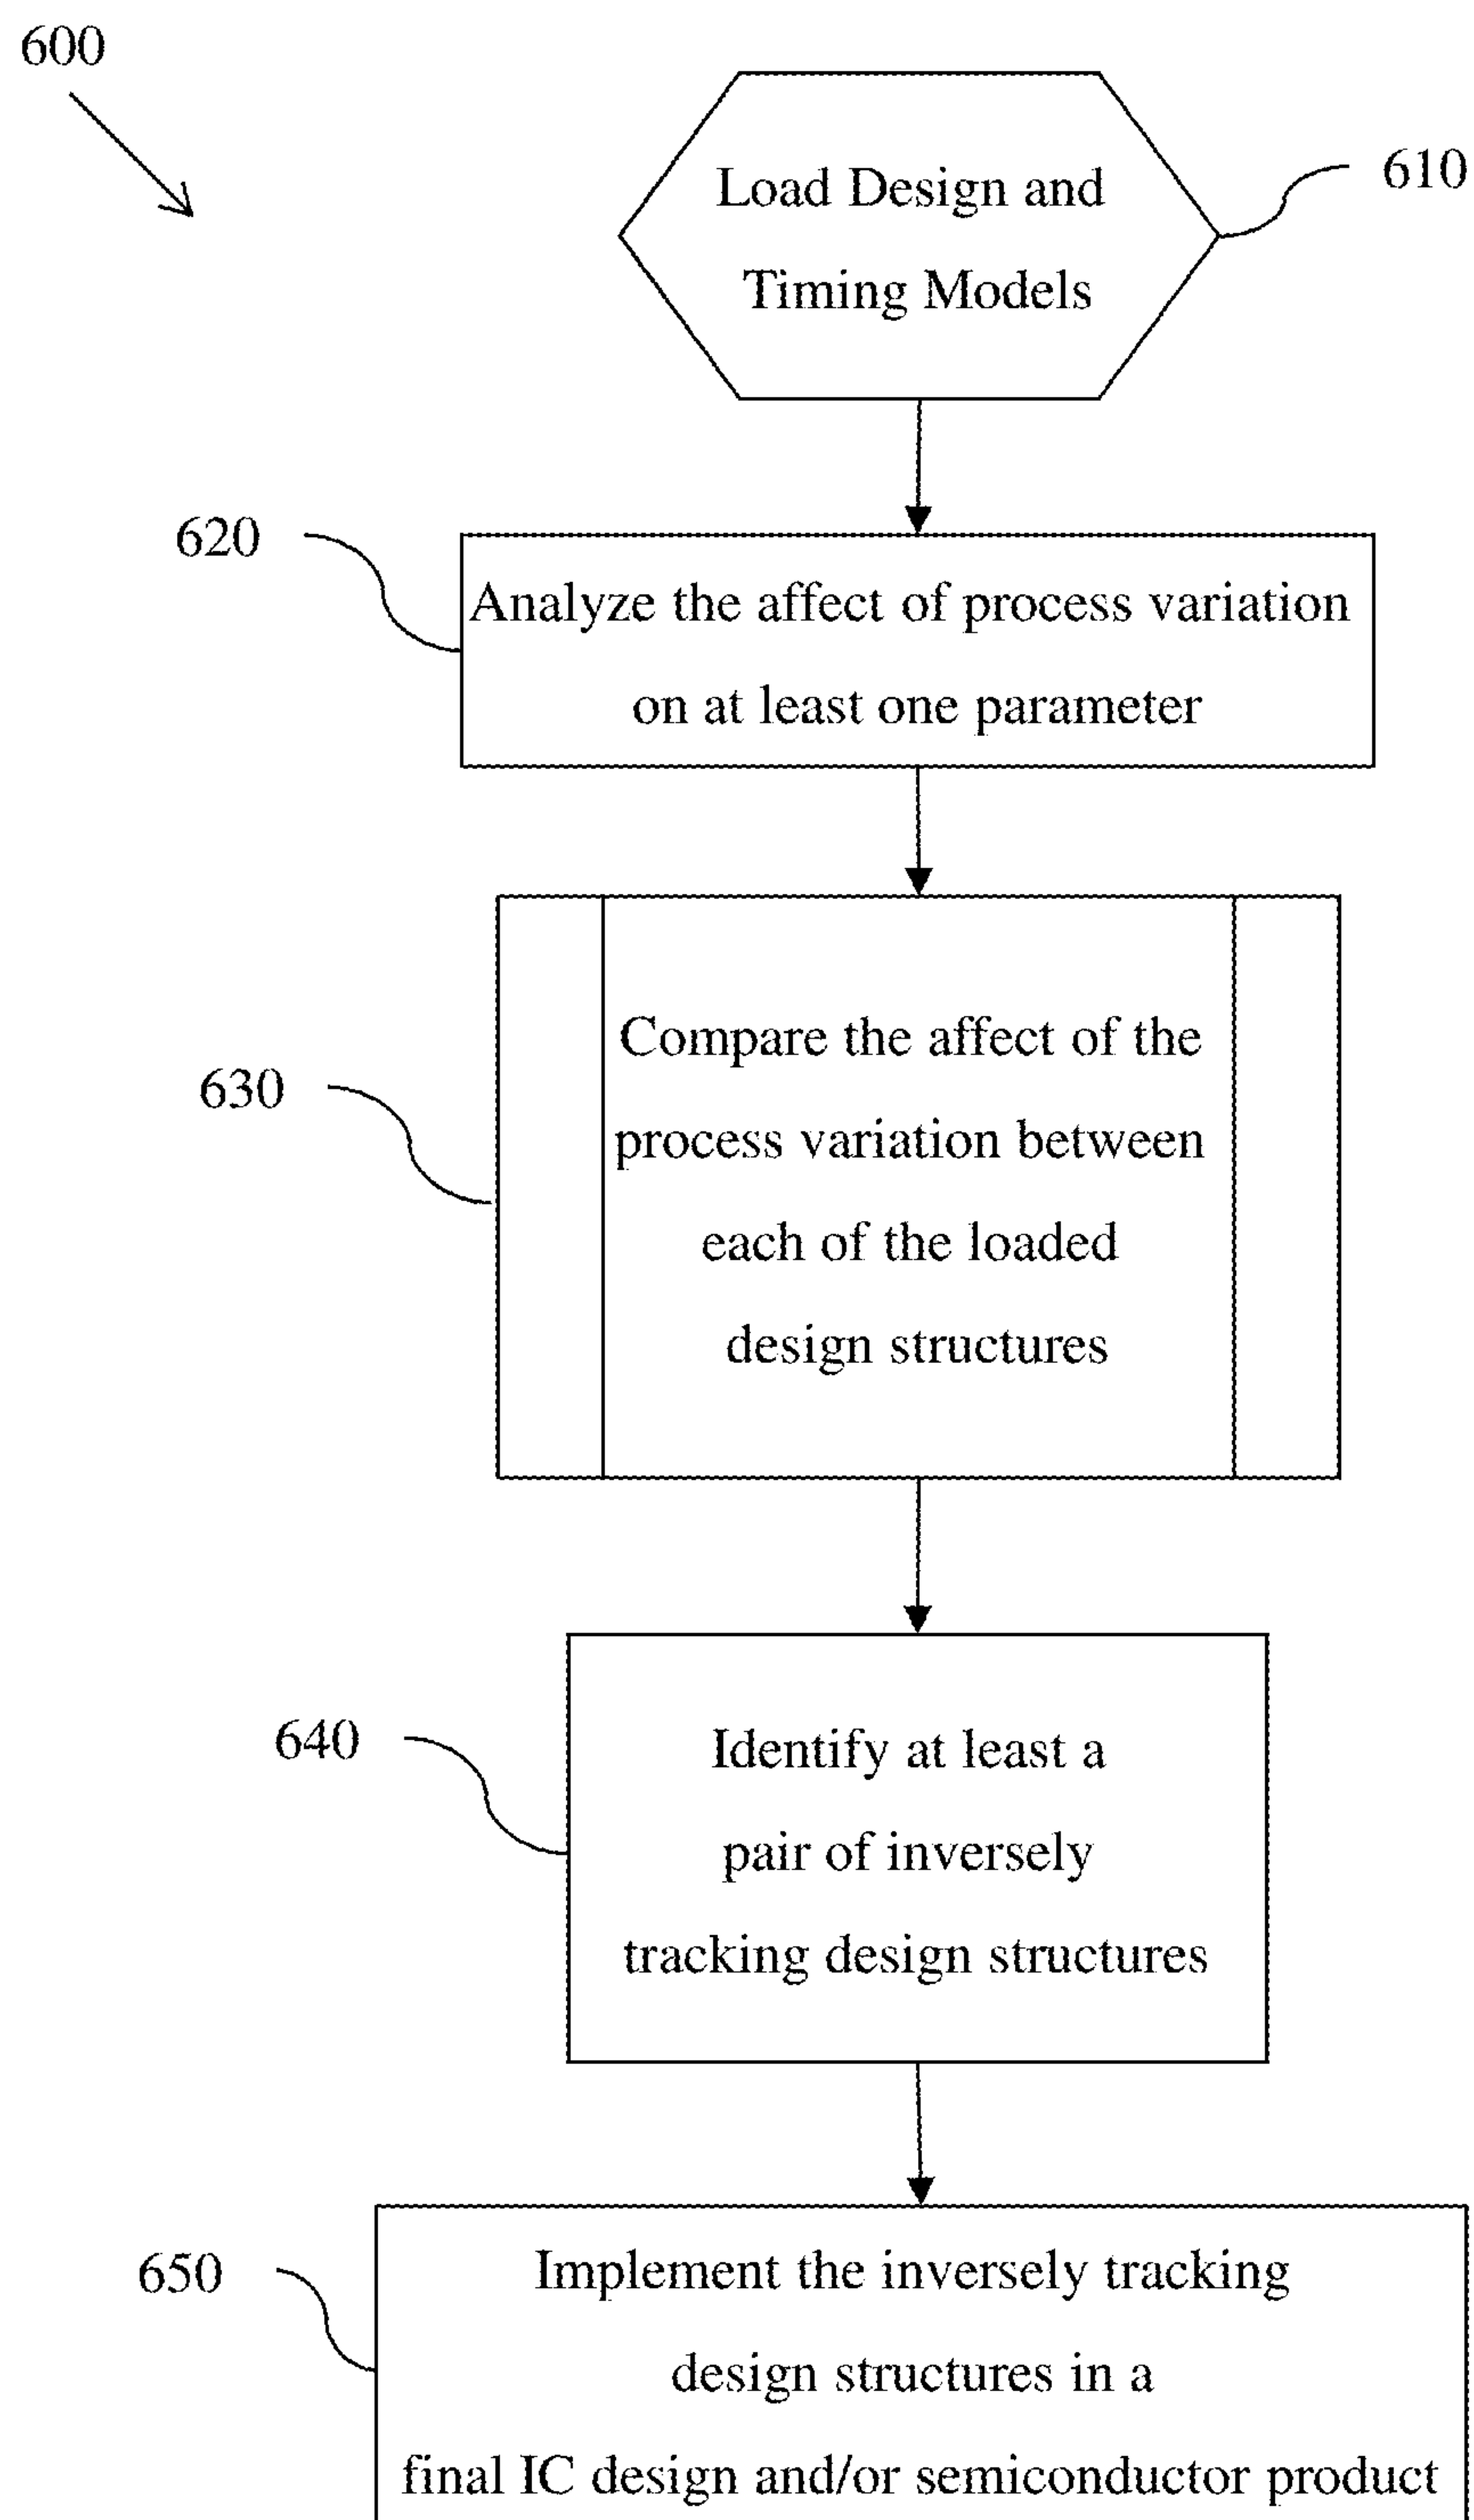 600
Load Design and
Timing Models
610
620
Analyze the affect of process variation
on at least one parameter
630
Compare the affect of the
process variation between
each of the loaded
design structures
640
Identify at least a
pair of inversely
tracking design structures
650
Implement the inversely tracking
design structures in a
final IC design and/or semiconductor product